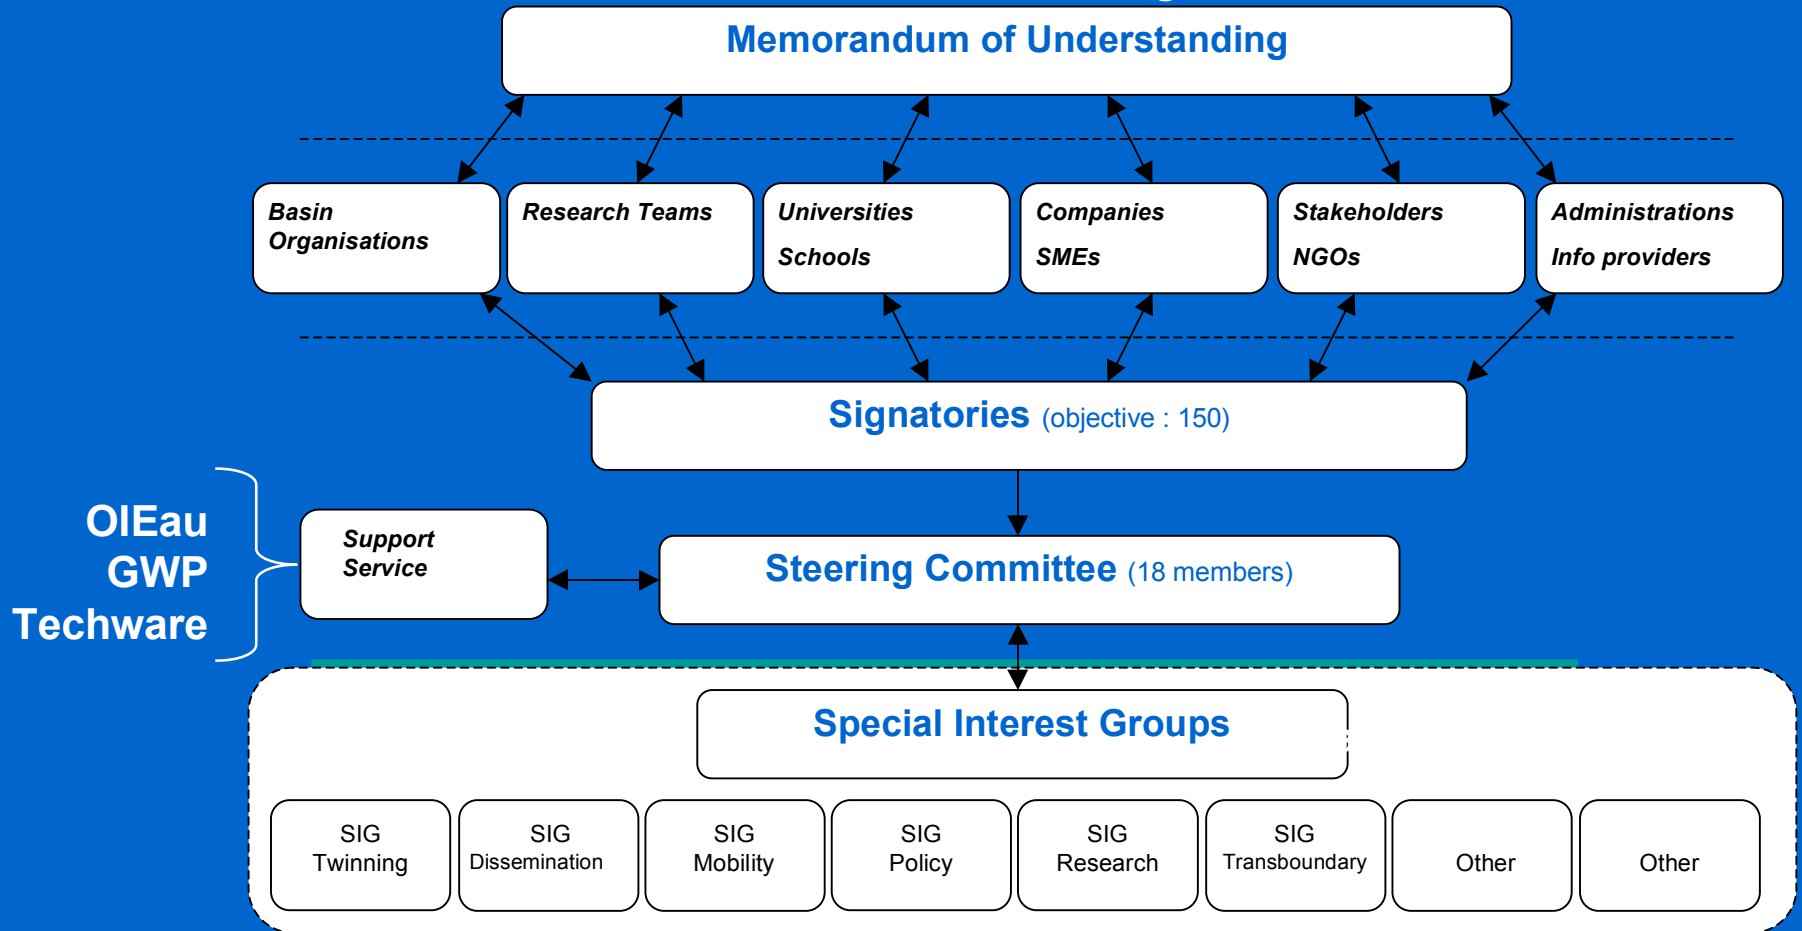 Memorandum of Understanding
Basin
Organisations
Research Teams
Universities
Schools
Companies
SMEs
Stakeholders
NGOs
Administrations
Info providers
Signatories (objective : 150)
OIEau
GWP
Techware
Support
Service
Steering Committee (18 members)
Special Interest Groups
SIG
Twinning
SIG
Dissemination
SIG
Mobility
SIG
Policy
SIG
Research
SIG
Transboundary
Other
Other